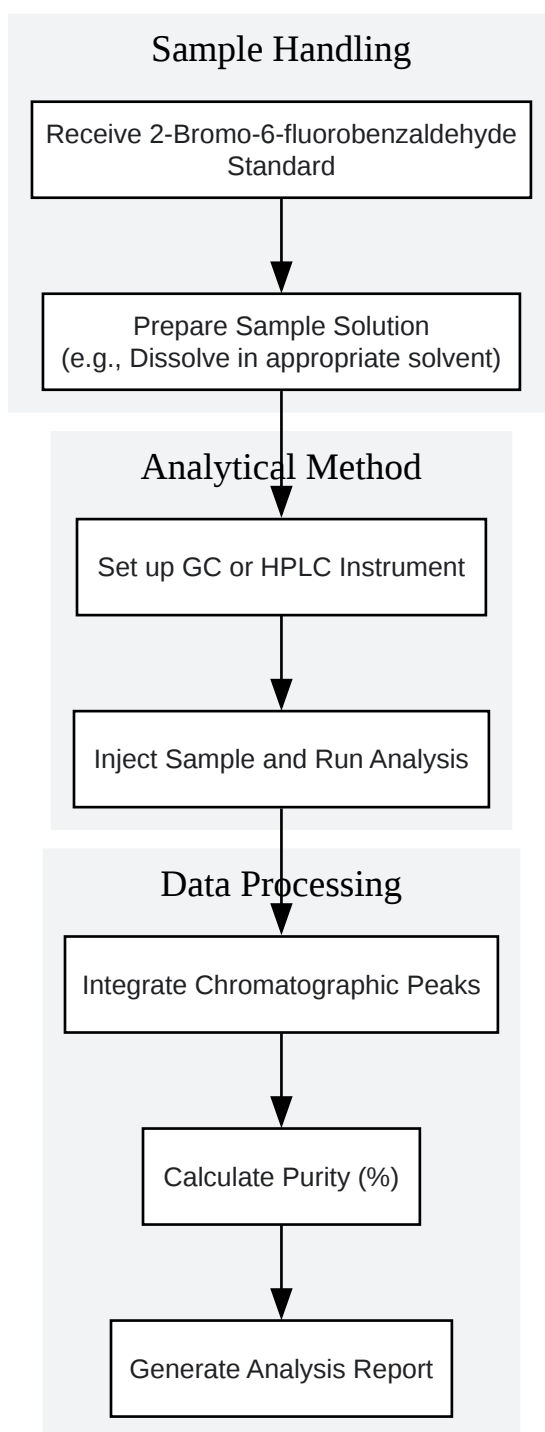 Sample Handling
Receive 2-Bromo-6-fluorobenzaldehyde
Standard
Prepare Sample Solution
(e.g., Dissolve in appropriate solvent)
Analytical Method
Set up GC or HPLC Instrument
Inject Sample and Run Analysis
Data Processing
Integrate Chromatographic Peaks
Calculate Purity (%)
Generate Analysis Report